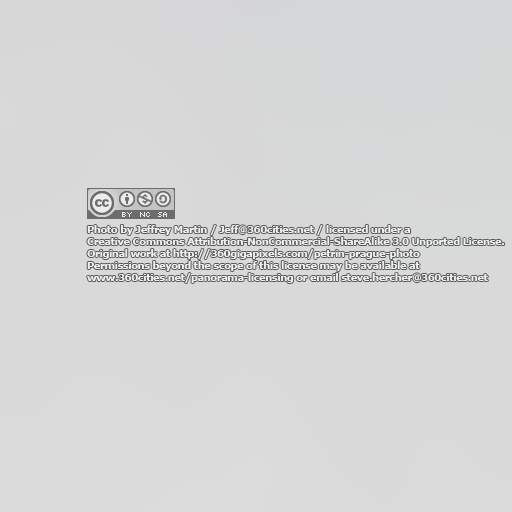 cc
BY NC SA
Photo by Jeffrey Martin / Jeff@360cities.net / licensed under a
Creative Commons Attribution-NonCommercial-ShareAlike 3.0 Unported License.
Original work at http://360gigapixels.com/petrin-prague-photo
Permissions beyond the scope of this license may be available at
www.360cities.net/panorama-licensing or email steve.hercher@360cities.net